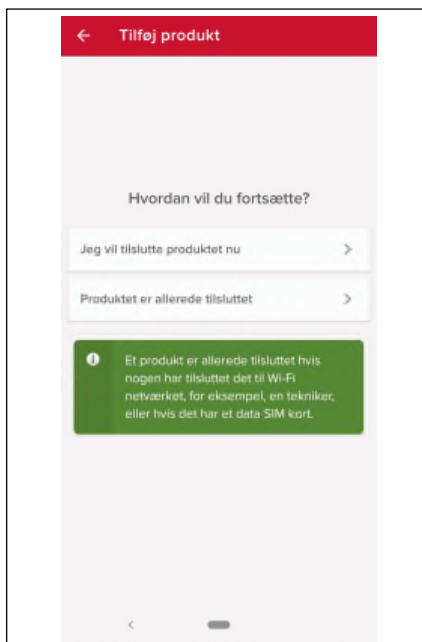 Tilføj produkt
Hvordan vil du fortsætte?
Jeg vil tilslutte produktet nu
Produktet er allerede tilsluttet
Et produkt er allerede tilsluttet hvis
nogen har tilsluttet det til Wi-Fi
netværket, for eksempel, en tekniker,
eller hvis det har et data SIM kort.